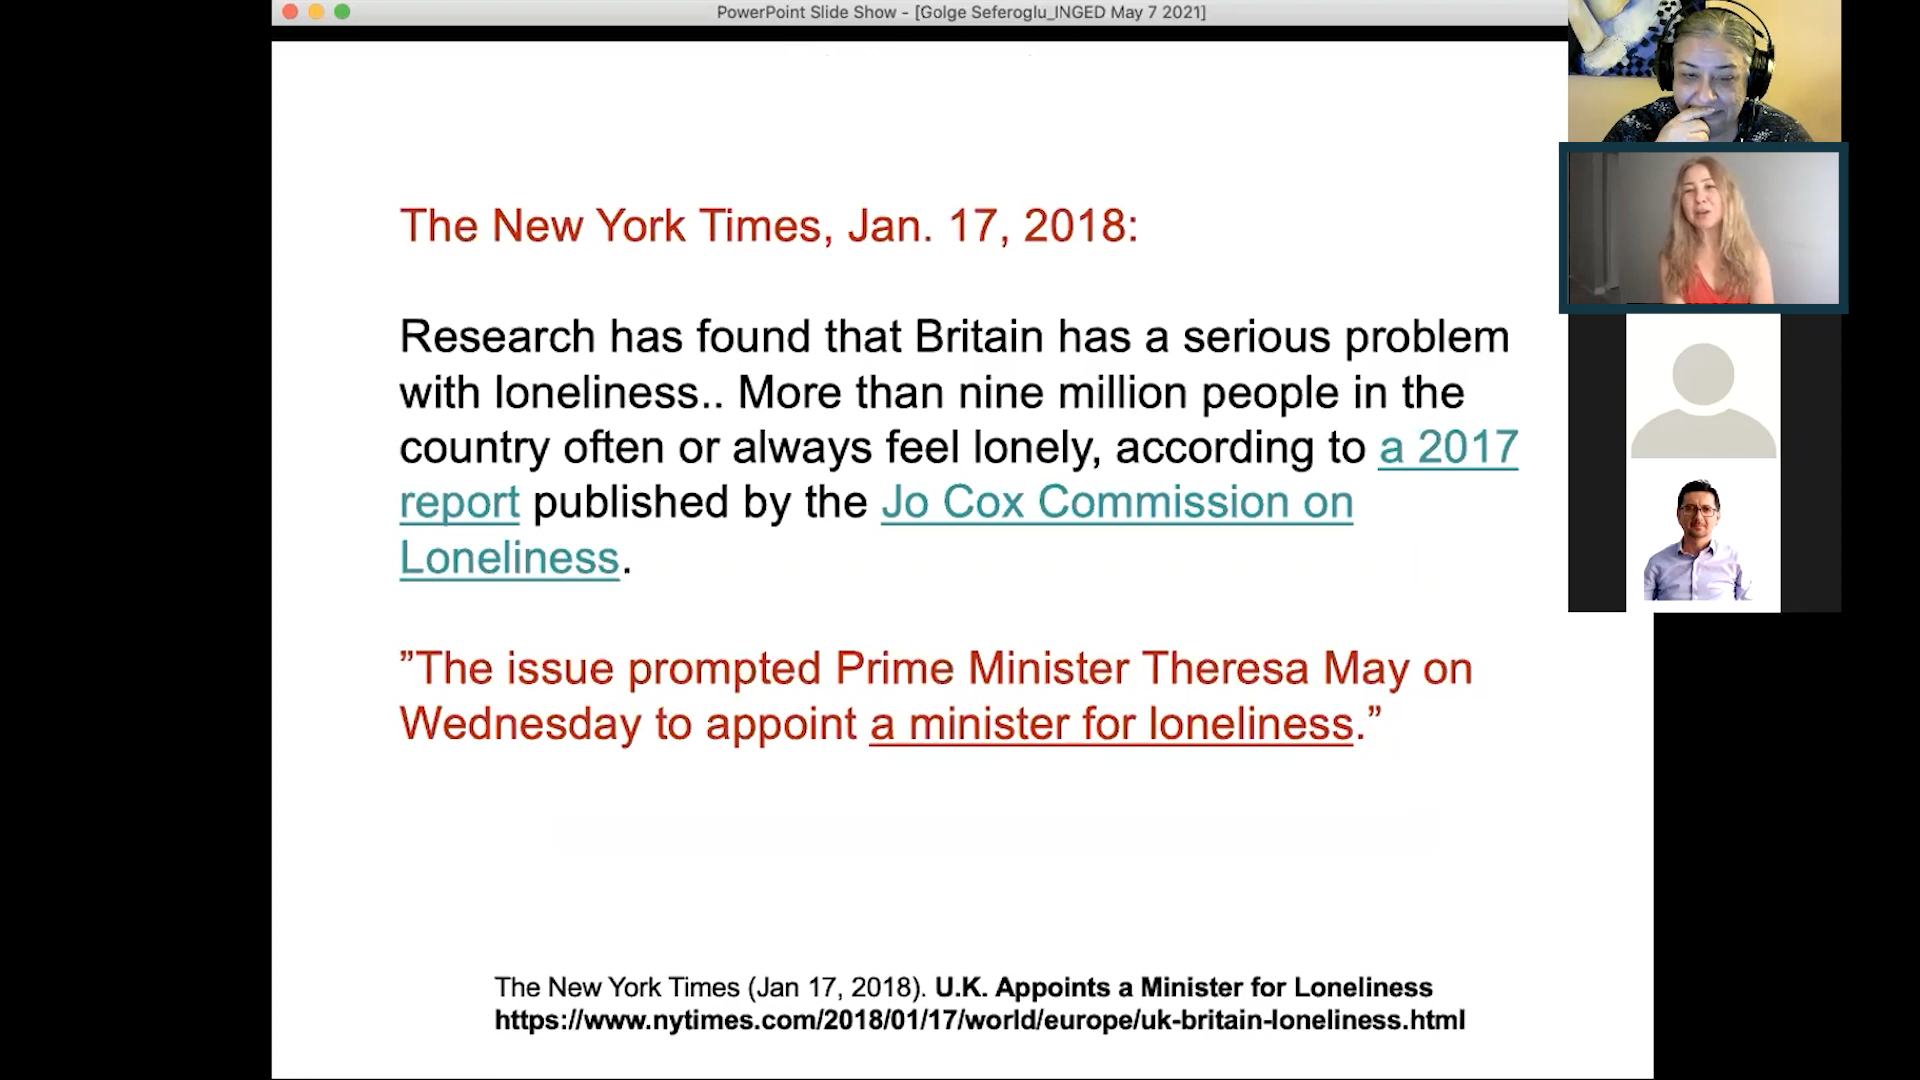 PowerPoint Slide Show - [Golge Seferoglu_INGED May 7 2021]
The New York Times, Jan. 17, 2018:
Research has found that Britain has a serious problem
with loneliness.. More than nine million people in the
country often or always feel lonely, according to a 2017
report published by the Jo Cox Commission on
Loneliness.
”The issue prompted Prime Minister Theresa May on
Wednesday to appoint a minister for loneliness.”
The New York Times (Jan 17, 2018). U.K. Appoints a Minister for Loneliness
https://www.nytimes.com/2018/01/17/world/europe/uk-britain-loneliness.html